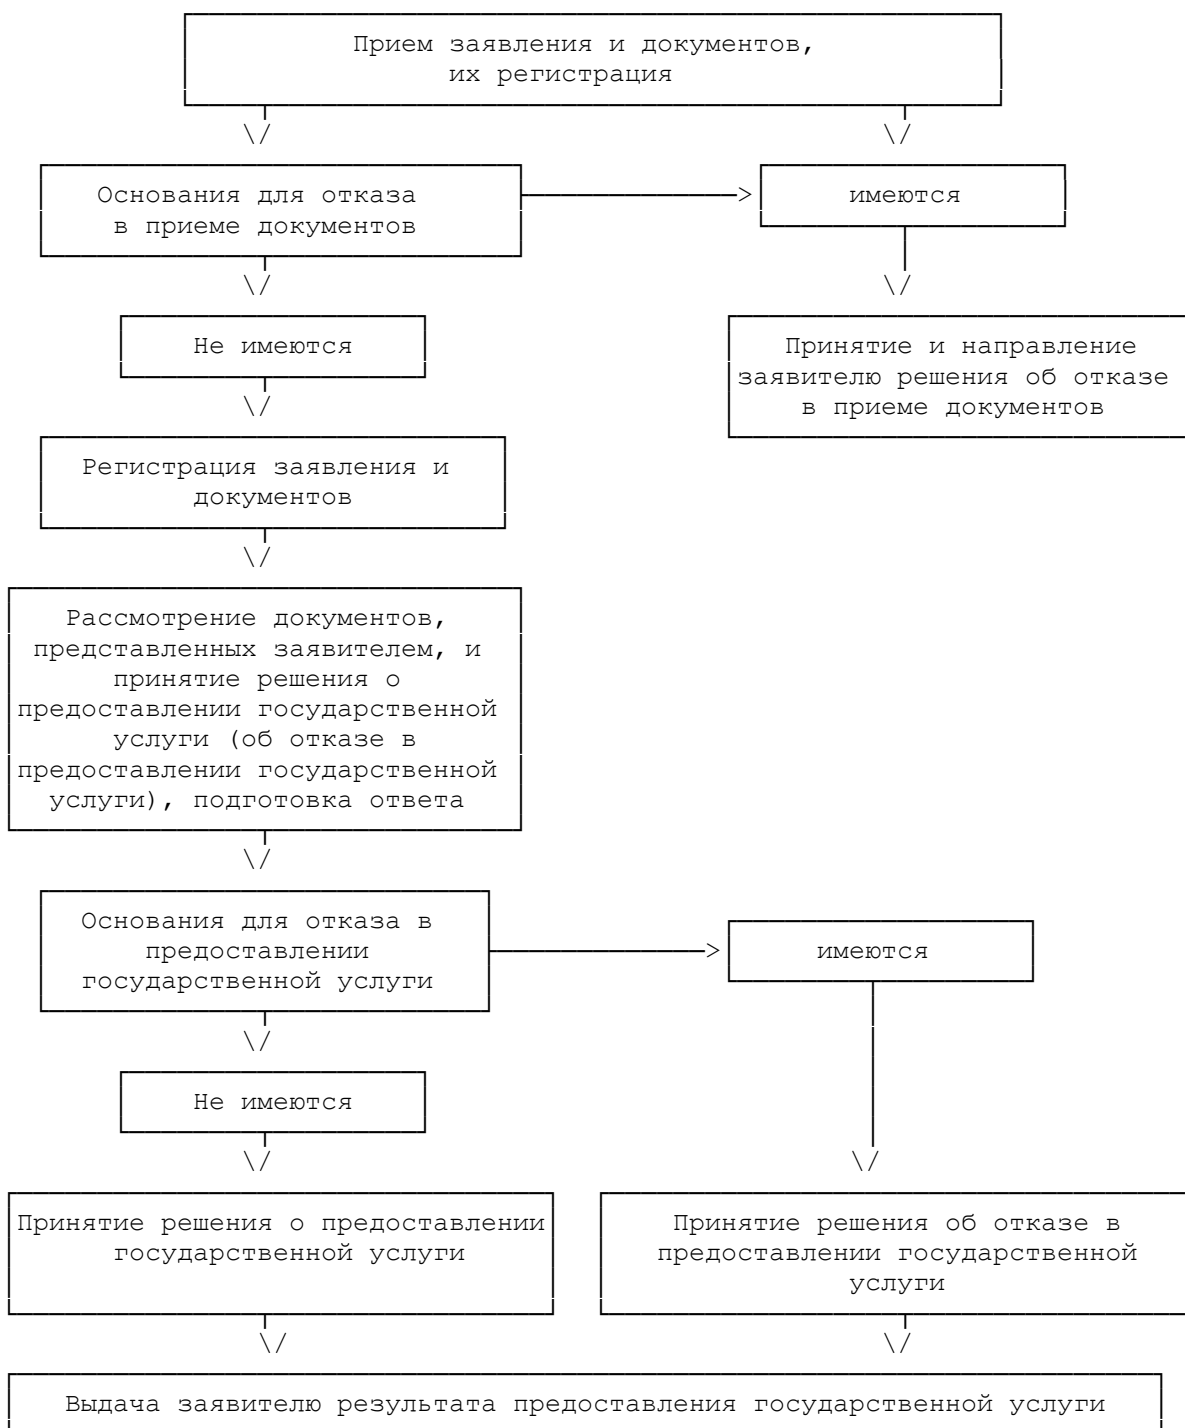 Прием заявления и документов,
их регистрация
Основания для отказа
в приеме документов
имеются
Не имеются
Принятие и направление
заявителю решения об отказе
в приеме документов
Регистрация заявления и
документов
Рассмотрение документов,
представленных заявителем, и
принятие решения о
предоставлении государственной
услуги (об отказе в
предоставлении государственной
услуги), подготовка ответа
Основания для отказа в
предоставлении
государственной услуги
имеются
Не имеются
Принятие решения о предоставлении
государственной услуги
Принятие решения об отказе в
предоставлении государственной
услуги
Выдача заявителю результата предоставления государственной услуги